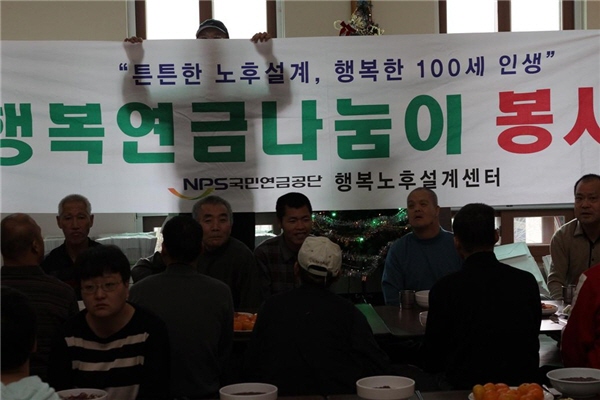 “튼튼한 노후설계, 행복한 100세 인생”
행복연금나눔이 봉사
NPS국민연금공단 행복노후설계센터